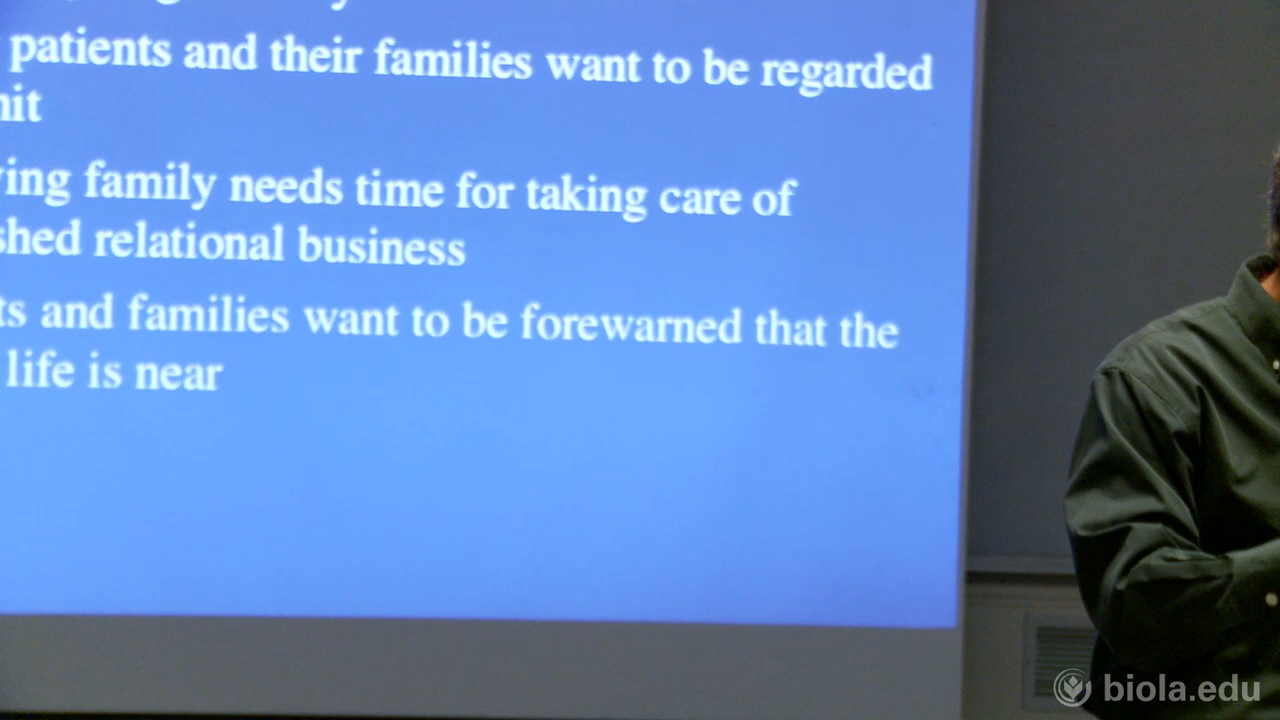 patients and their families want to be regarded
nit
ying family needs time for taking care of
shed relational business
ts and families want to be forewarned that the
life is near
biola.edu